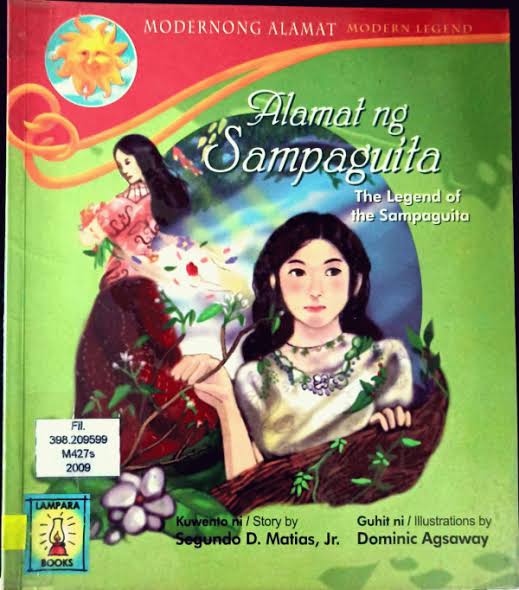 MODERNONG ALAMAT MODERN LEGEND
Alamat ng
Sampaguita
The Legend of
the Sampaguita
Fil.
398.209599
M427s
2009
LAMPARA
BOOKS
Kuwento ni / Story by
Segundo D. Matias, Jr.
Guhit ni / Illustrations by
Dominic Agsaway